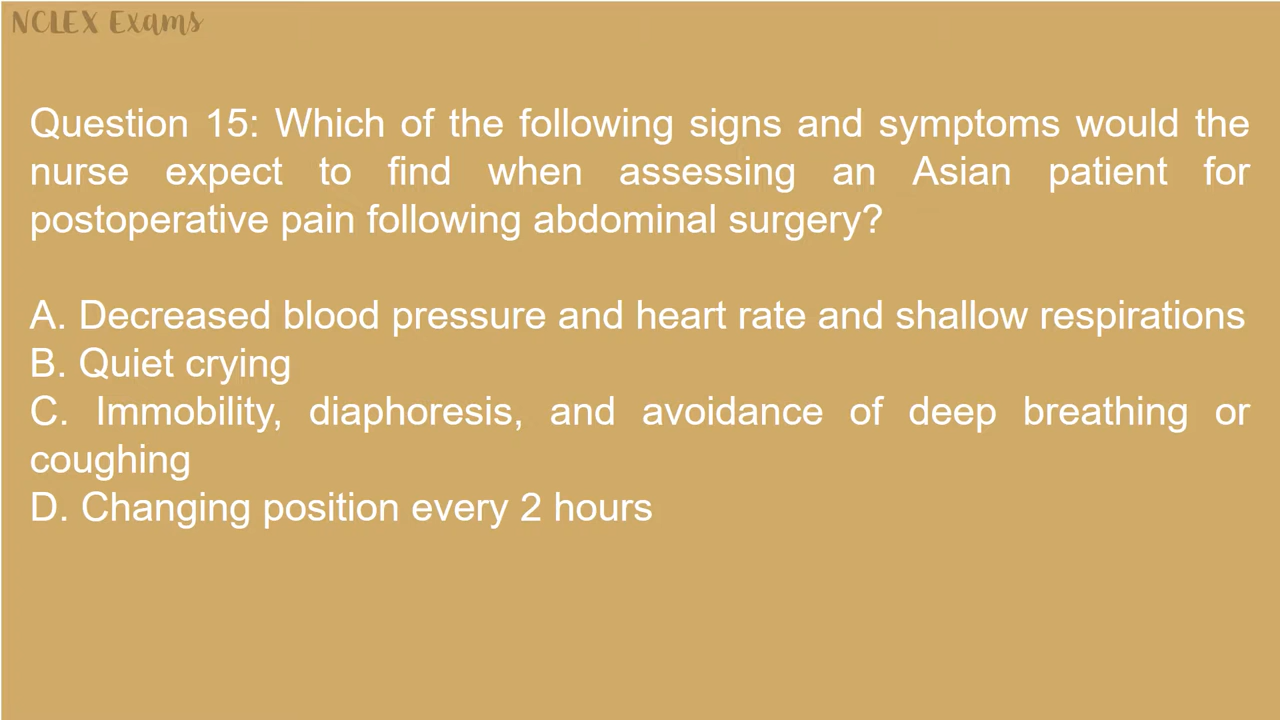 NCLEX Exams
Question 15: Which of the following signs and symptoms would the
nurse expect to find when assessing an Asian patient for
postoperative pain following abdominal surgery?
A. Decreased blood pressure and heart rate and shallow respirations
B. Quiet crying
C. Immobility, diaphoresis, and avoidance of deep breathing or
coughing
D. Changing position every 2 hours